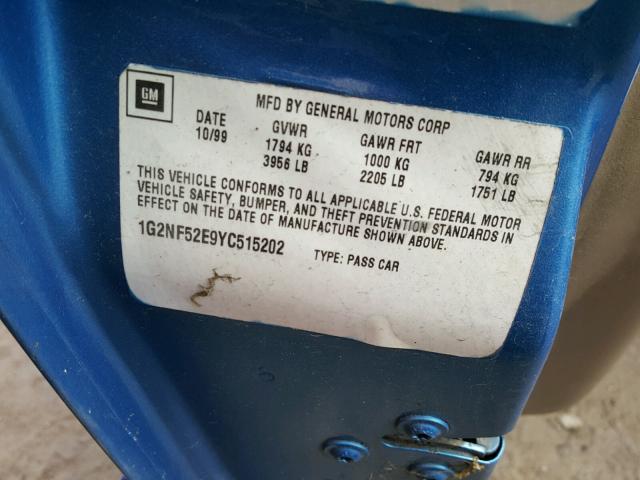 GM
MFD BY GENERAL MOTORS CORP
DATE GVWR GAWR FRT GAWR RR
10/99 1794 KG 1000 KG 794 KG
3956 LB 2205 LB 1751 LB
THIS VEHICLE CONFORMS TO ALL APPLICABLE U.S. FEDERAL MOTOR
VEHICLE SAFETY, BUMPER, AND THEFT PREVENTION STANDARDS IN
EFFECT ON THE DATE OF MANUFACTURE SHOWN ABOVE.
1G2NF52E9YC515202 TYPE: PASS CAR